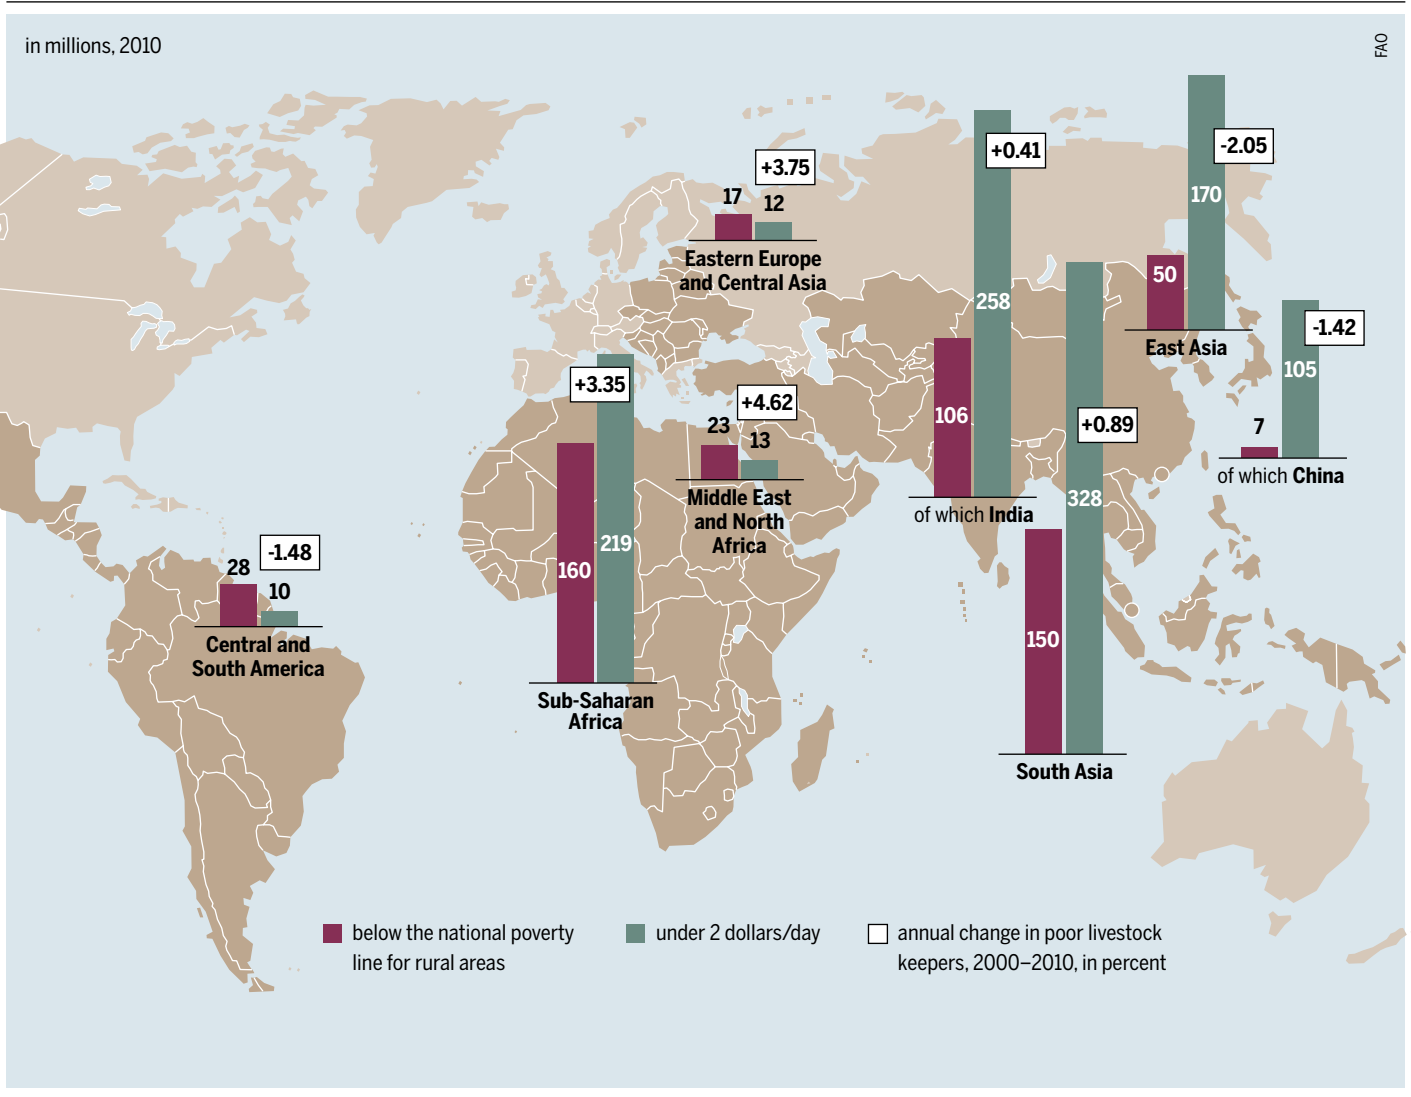 in millions, 2010
FAO
+3.75
17
12
Eastern Europe
and Central Asia
+0.41
258
106
of which India
-2.05
170
50
East Asia
-1.42
105
7
of which China
+3.35
219
160
Sub-Saharan
Africa
+4.62
23
13
Middle East
and North
Africa
+0.89
328
150
South Asia
-1.48
28
10
Central and
South America
below the national poverty
line for rural areas
under 2 dollars/day
annual change in poor livestock
keepers, 2000–2010, in percent